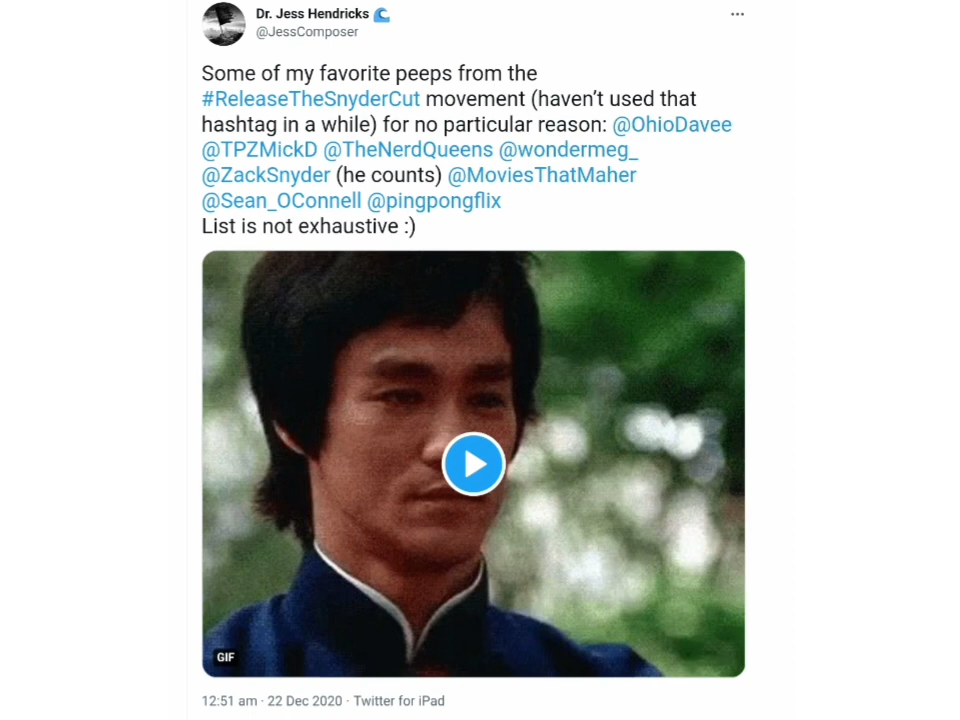 Dr. Jess Hendricks 🌊
@JessComposer
Some of my favorite peeps from the
#ReleaseTheSnyderCut movement (haven’t used that
hashtag in a while) for no particular reason: @OhioDavee
@TPZMickD @TheNerdQueens @wondermeg_
@ZackSnyder (he counts) @MoviesThatMaher
@Sean_OConnell @pingpongflix
List is not exhaustive :)
GIF
12:51 am · 22 Dec 2020 · Twitter for iPad